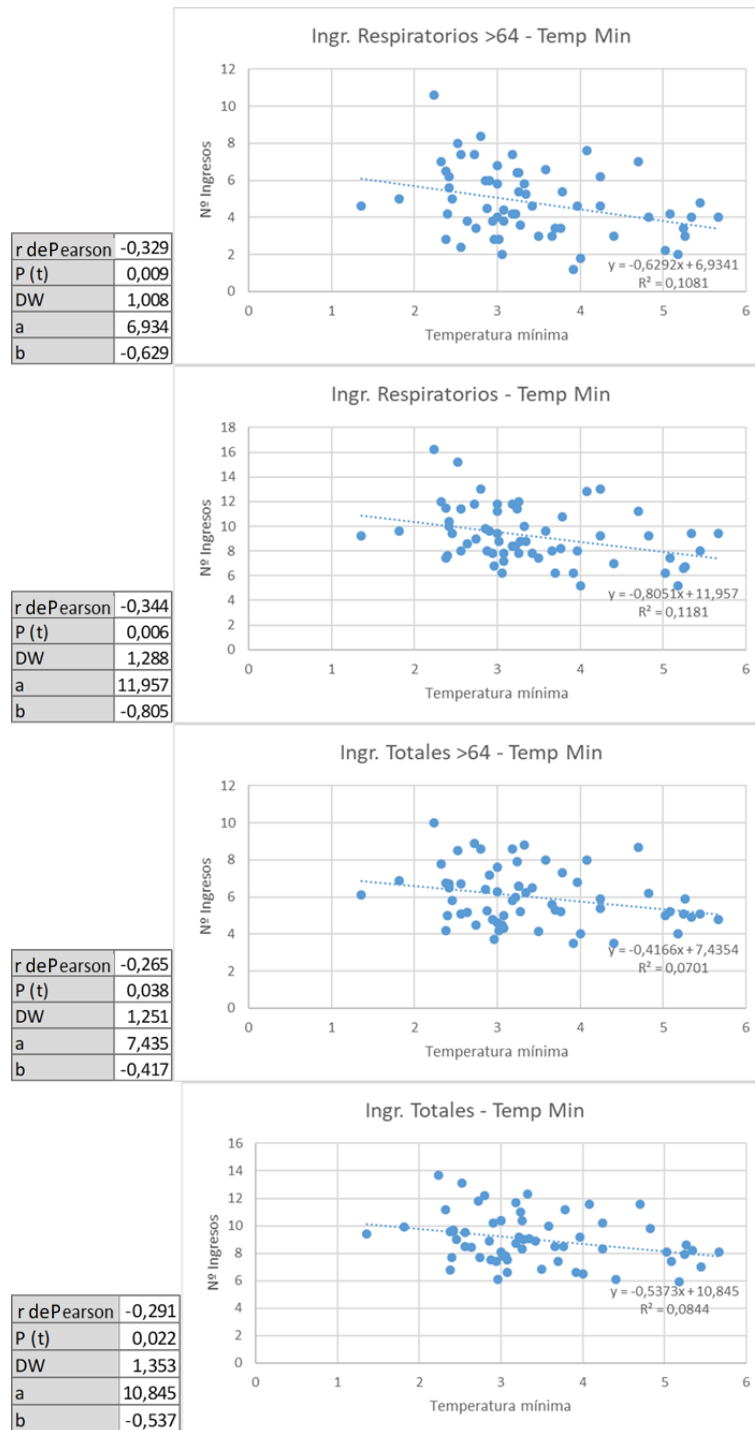 Ingr. Respiratorios >64 - Temp Min
12
10
8
6
4
2
0
Nº Ingresos
0 1 2 3 4 5 6
Temperatura mínima
y = -0,6292x + 6,9341
R² = 0,1081
r dePearson -0,329
P (t) 0,009
DW 1,008
a 6,934
b -0,629
Ingr. Respiratorios - Temp Min
18
16
14
12
10
8
6
4
2
0
Nº Ingresos
0 1 2 3 4 5 6
Temperatura mínima
y = -0,8051x + 11,957
R² = 0,1181
r dePearson -0,344
P (t) 0,006
DW 1,288
a 11,957
b -0,805
Ingr. Totales >64 - Temp Min
12
10
8
6
4
2
0
Nº Ingresos
0 1 2 3 4 5 6
Temperatura mínima
y = -0,4166x + 7,4354
R² = 0,0701
r dePearson -0,265
P (t) 0,038
DW 1,251
a 7,435
b -0,417
Ingr. Totales - Temp Min
16
14
12
10
8
6
4
2
0
Nº Ingresos
0 1 2 3 4 5 6
Temperatura mínima
y = -0,5373x + 10,845
R² = 0,0844
r dePearson -0,291
P (t) 0,022
DW 1,353
a 10,845
b -0,537